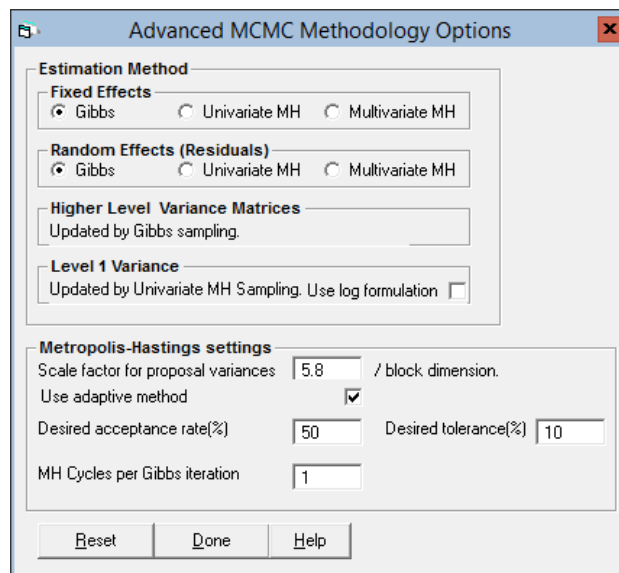 Advanced MCMC Methodology Options
Estimation Method
Fixed Effects
Gibbs Univariate MH Multivariate MH
Random Effects (Residuals)
Gibbs Univariate MH Multivariate MH
Higher Level Variance Matrices
Updated by Gibbs sampling.
Level 1 Variance
Updated by Univariate MH Sampling. Use log formulation
Metropolis-Hastings settings
Scale factor for proposal variances 5.8 / block dimension.
Use adaptive method
Desired acceptance rate(%) 50 Desired tolerance(%) 10
MH Cycles per Gibbs iteration 1
Reset Done Help